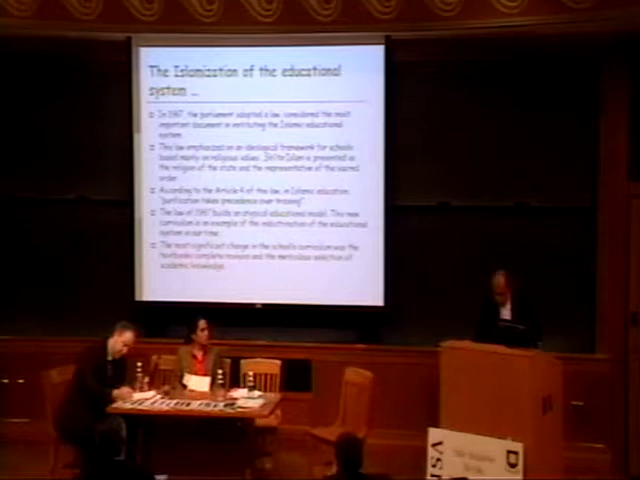 The Islamization of the educational
system ...
In 1987, the parliament adopted a law, considered the most
important document in instituting the Islamic educational
system.
This law emphasized on an ideological framework for schools
based mainly on religious values. Shi'ite Islam is presented as
the religion of the state and the representative of the sacred
order.
According to the Article 4 of this law, in Islamic education,
"purification takes precedence over training".
The law of 1987 builds an atypical educational model. This new
curriculum is an example of the indoctrination of the educational
system in our time.
The most significant change in the school's curriculum was the
textbooks complete revision and the meticulous selection of
academic knowledge.